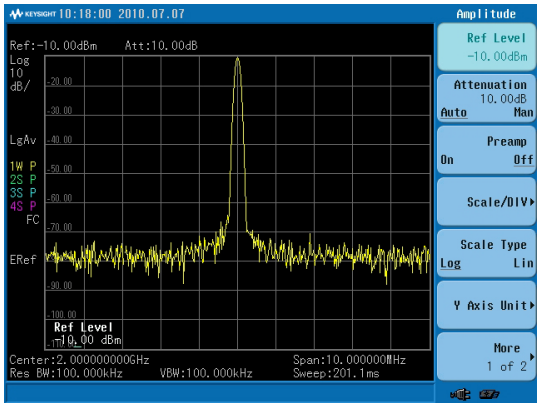 KEYSIGHT 10:18:00 2010.07.07
Amplitude
Ref:-10.00dBm Att:10.00dB
Log
10
dB/
-20.00
-30.00
LgAv
-40.00
1W P
-50.00
2S P
3S P
4S P
-60.00
FC
-70.00
ERef
-90.00
-100.00
Ref Level
-10.00 dBm
Center:2.000000000GHz Span:10.000000MHz
Res BW:100.000kHz VBW:100.000kHz Sweep:201.1ms
Ref Level
-10.00dBm
Attenuation
10.00dB
Auto Man
Preamp
On Off
Scale/DIV
Scale Type
Log Lin
Y Axis Unit
More
1 of 2